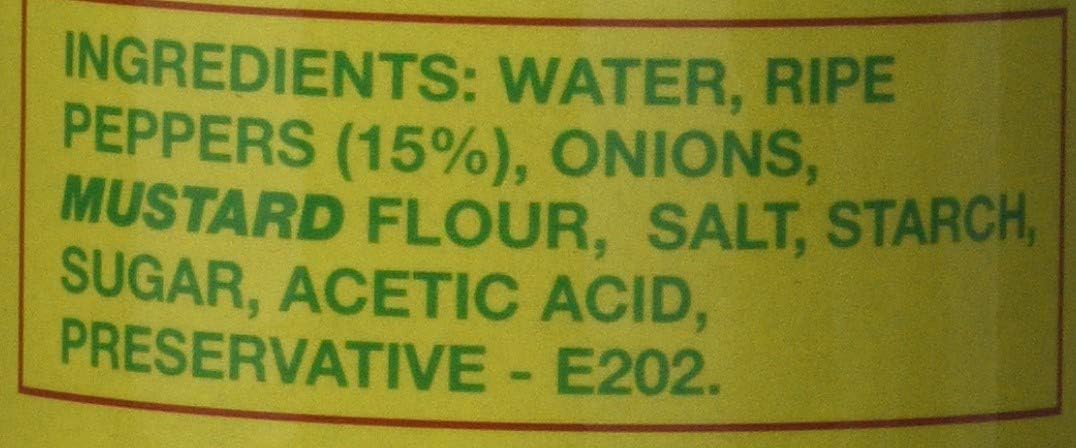 INGREDIENTS: WATER, RIPE
PEPPERS (15%), ONIONS,
MUSTARD FLOUR, SALT, STARCH,
SUGAR, ACETIC ACID,
PRESERVATIVE - E202.